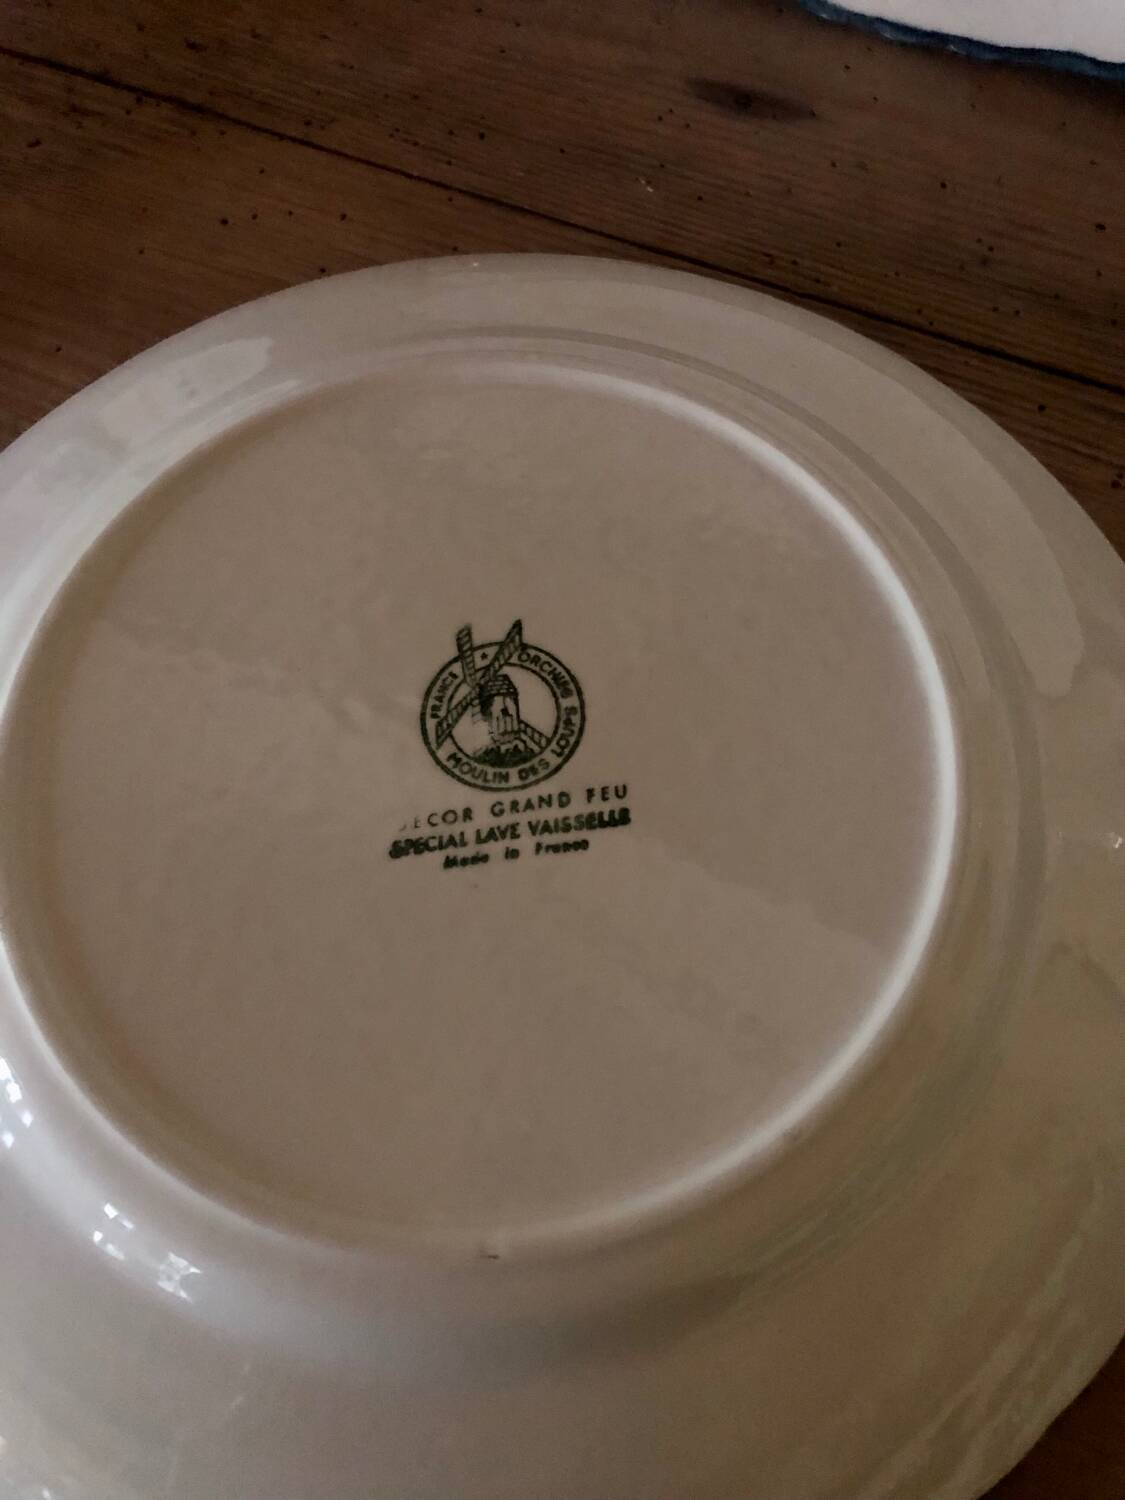 FRANCE * ORCHIES
MOULIN DES LOUPS
DECOR GRAND FEU
SPECIAL LAVE VAISSELLE
Made in France